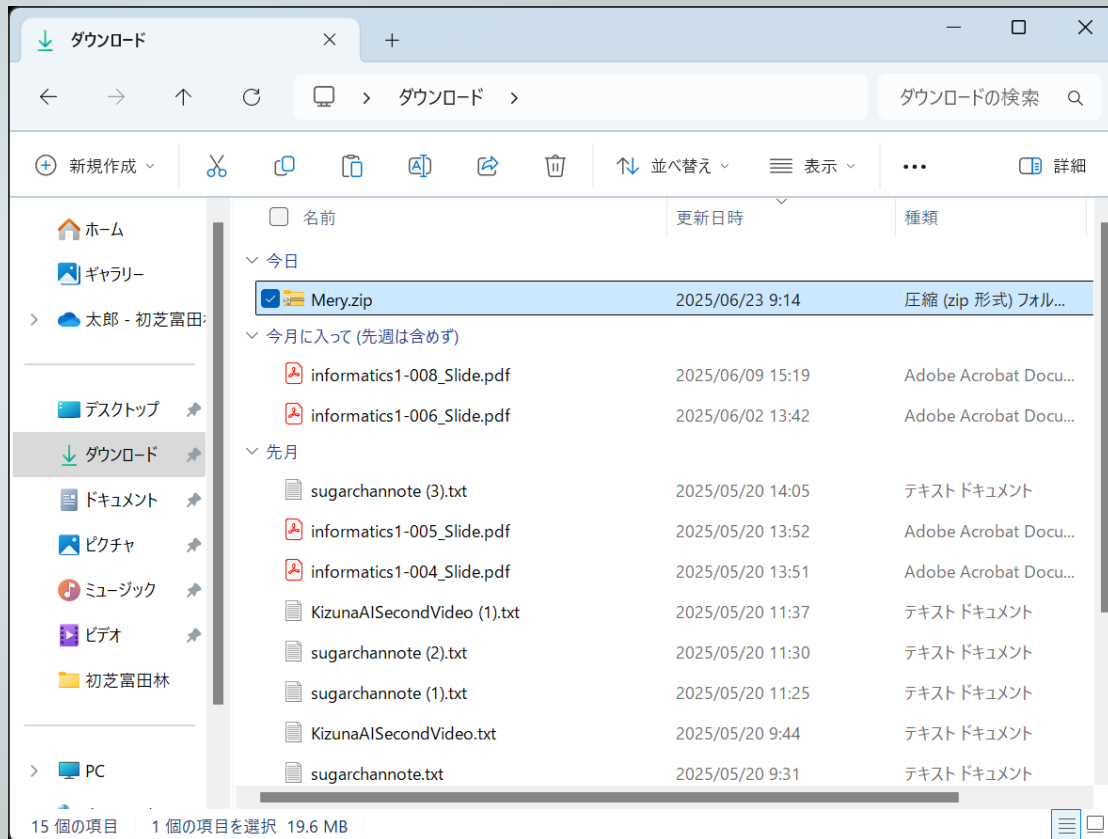 ダウンロード
ダウンロード
ダウンロードの検索
新規作成
並べ替え
表示
詳細
ホーム
ギャラリー
太郎 - 初芝富田
デスクトップ
ダウンロード
ドキュメント
ピクチャ
ミュージック
ビデオ
初芝富田林
PC
名前 更新日時 種類
今日
Mery.zip 2025/06/23 9:14 圧縮 (zip 形式) フォル...
今月に入って (先週は含めず)
informatics1-008_Slide.pdf 2025/06/09 15:19 Adobe Acrobat Docu...
informatics1-006_Slide.pdf 2025/06/02 13:42 Adobe Acrobat Docu...
先月
sugarchannote (3).txt 2025/05/20 14:05 テキスト ドキュメント
informatics1-005_Slide.pdf 2025/05/20 13:52 Adobe Acrobat Docu...
informatics1-004_Slide.pdf 2025/05/20 13:51 Adobe Acrobat Docu...
KizunaAISecondVideo (1).txt 2025/05/20 11:37 テキスト ドキュメント
sugarchannote (2).txt 2025/05/20 11:30 テキスト ドキュメント
sugarchannote (1).txt 2025/05/20 11:25 テキスト ドキュメント
KizunaAISecondVideo.txt 2025/05/20 9:44 テキスト ドキュメント
sugarchannote.txt 2025/05/20 9:31 テキスト ドキュメント
15 個の項目 1 個の項目を選択 19.6 MB